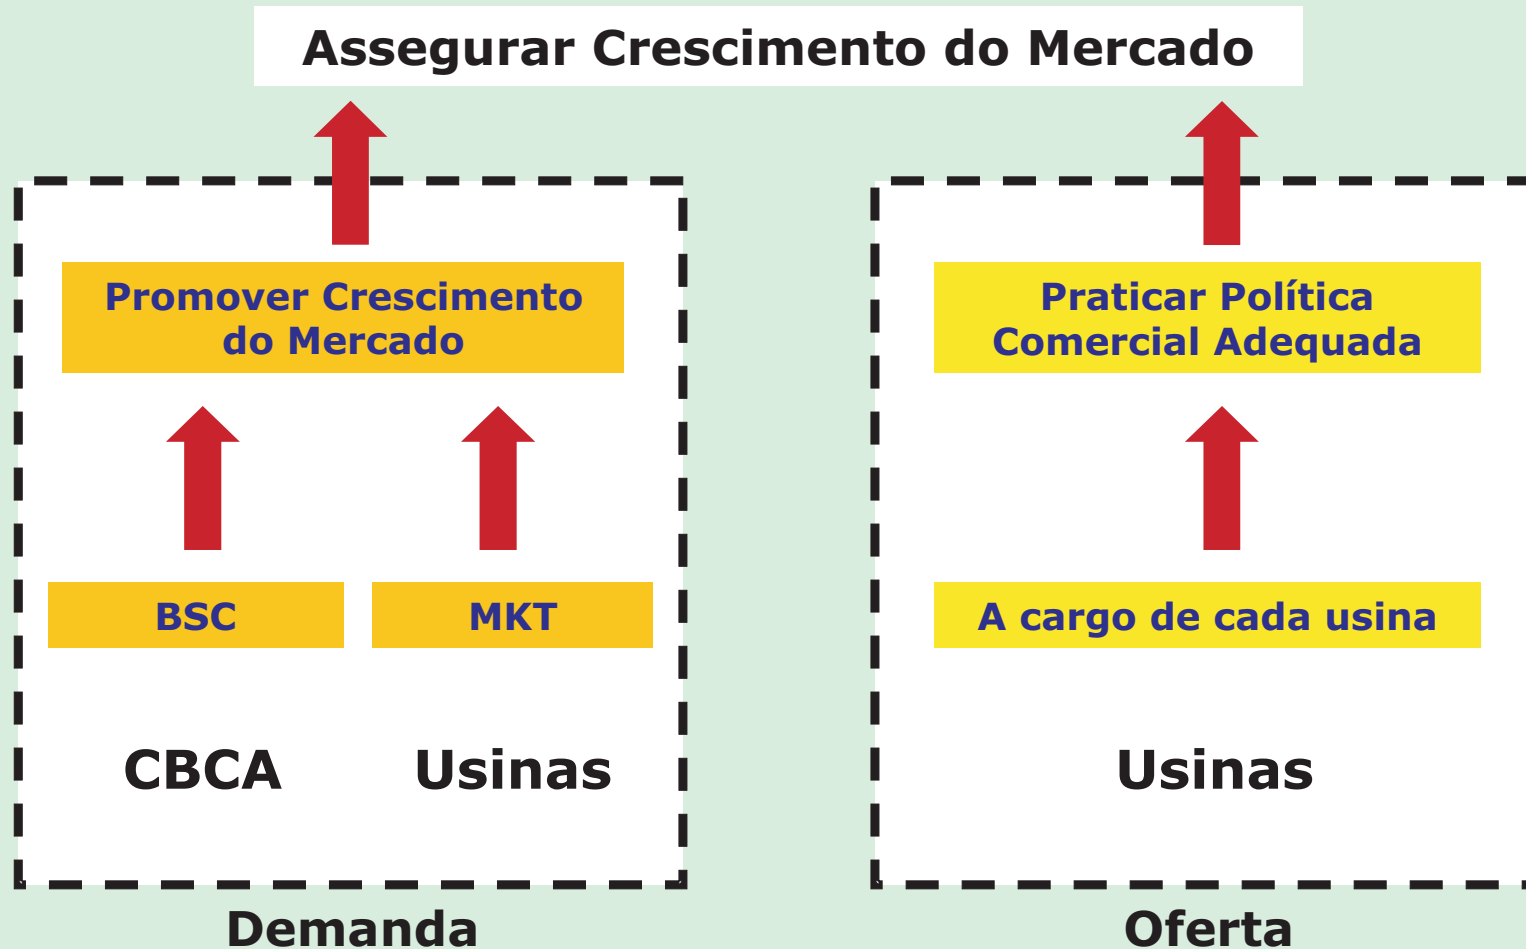 Assegurar Crescimento do Mercado
Promover Crescimento
do Mercado
BSC
MKT
CBCA
Usinas
Demanda
Praticar Política
Comercial Adequada
A cargo de cada usina
Usinas
Oferta